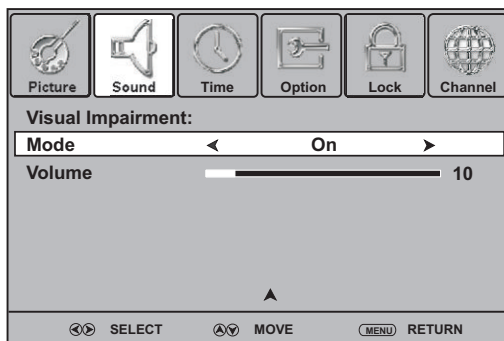 Picture Sound Time Option Lock Channel
Visual Impairment:
Mode On
Volume 10
SELECT MOVE MENU RETURN